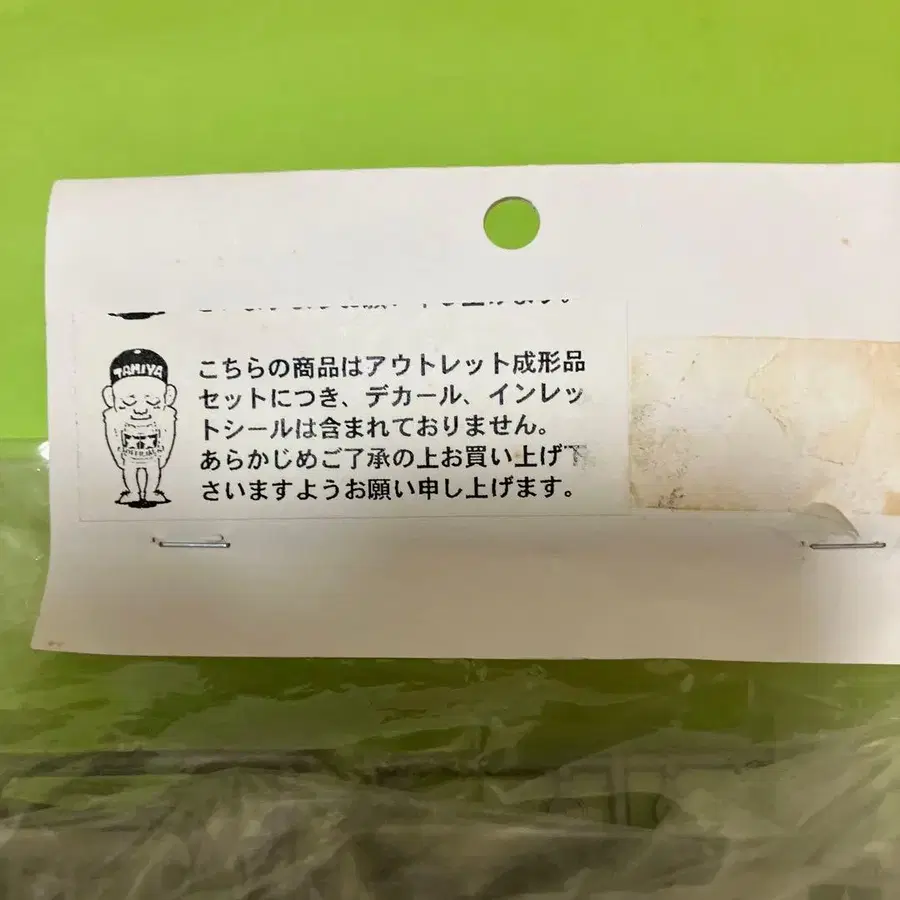 TAMIYA
こちらの商品はアウトレット成形品
セットにつき、デカール、インレッ
トシールは含まれておりません。
あらかじめご了承の上お買い上げ下
さいますようお願い申し上げます。